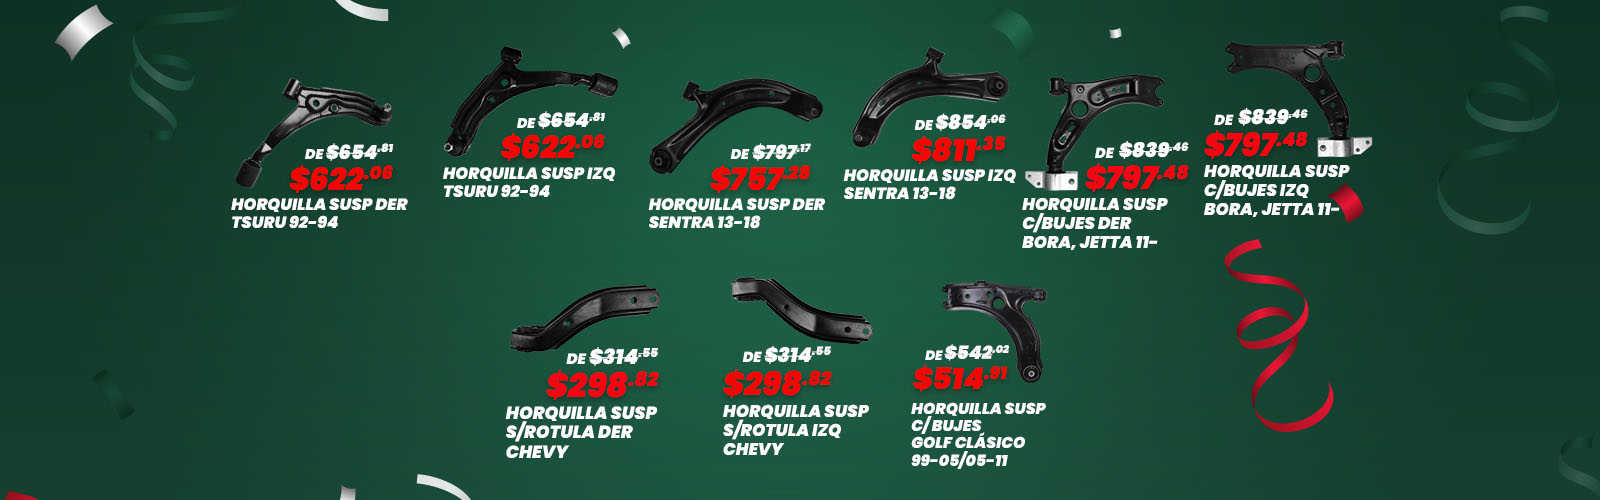 DE $654.81
$622.06
HORQUILLA SUSP DER
TSURU 92-94
DE $654.81
$622.06
HORQUILLA SUSP IZQ
TSURU 92-94
DE $797.17
$757.28
HORQUILLA SUSP DER
SENTRA 13-18
DE $854.06
$811.35
HORQUILLA SUSP IZQ
SENTRA 13-18
DE $839.46
$797.48
HORQUILLA SUSP
C/BUJES DER
BORA, JETTA 11-
DE $839.46
$797.48
HORQUILLA SUSP
C/BUJES IZQ
BORA, JETTA 11-
DE $314.55
$298.82
HORQUILLA SUSP
S/ROTULA DER
CHEVY
DE $314.55
$298.82
HORQUILLA SUSP
S/ROTULA IZQ
CHEVY
DE $542.02
$514.91
HORQUILLA SUSP
C/BUJES
GOLF CLÁSICO
99-05/05-11